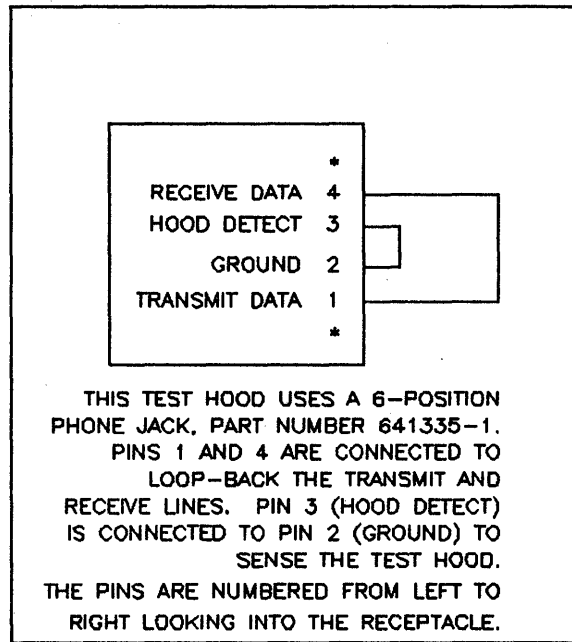 *
RECEIVE DATA 4
HOOD DETECT 3
GROUND 2
TRANSMIT DATA 1
*
THIS TEST HOOD USES A 6-POSITION
PHONE JACK, PART NUMBER 641335-1.
PINS 1 AND 4 ARE CONNECTED TO
LOOP-BACK THE TRANSMIT AND
RECEIVE LINES. PIN 3 (HOOD DETECT)
IS CONNECTED TO PIN 2 (GROUND) TO
SENSE THE TEST HOOD.
THE PINS ARE NUMBERED FROM LEFT TO
RIGHT LOOKING INTO THE RECEPTACLE.